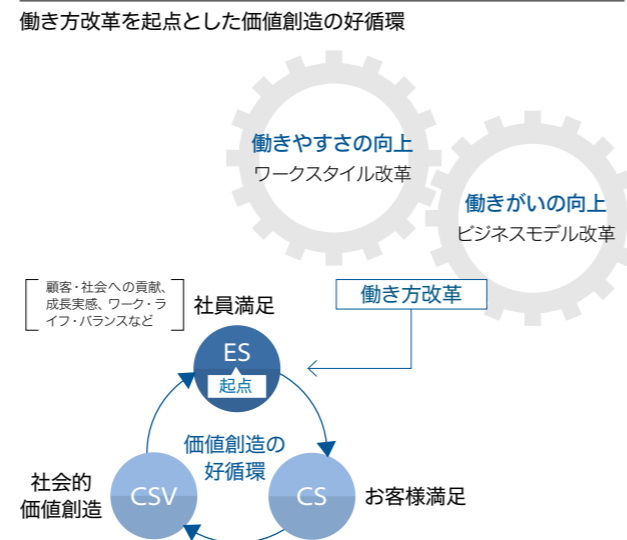 働き方改革を起点とした価値創造の好循環
働きやすさの向上
ワークスタイル改革
働きがいの向上
ビジネスモデル改革
働き方改革
顧客・社会への貢献、
成長実感、ワーク・ラ
イフ・バランスなど
社員満足
ES
起点
価値創造の
好循環
社会的
価値創造
CSV
CS
お客様満足